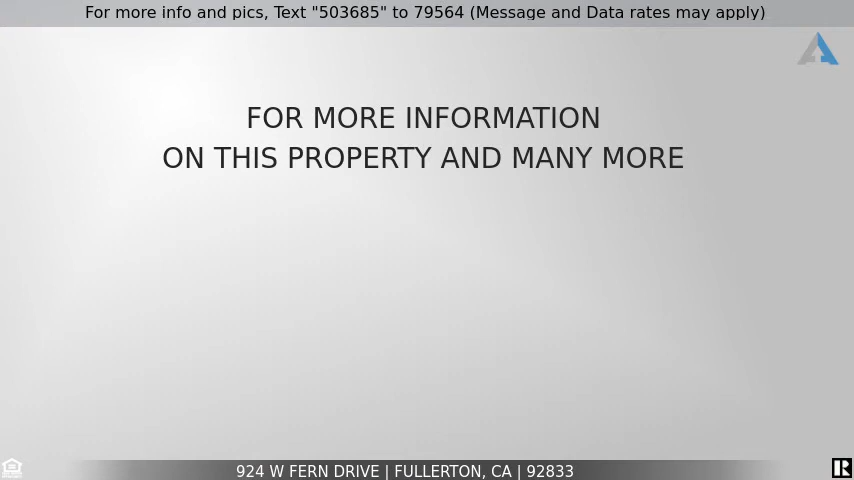 For more info and pics, Text "503685" to 79564 (Message and Data rates may apply)
FOR MORE INFORMATION
ON THIS PROPERTY AND MANY MORE
924 W FERN DRIVE | FULLERTON, CA | 92833